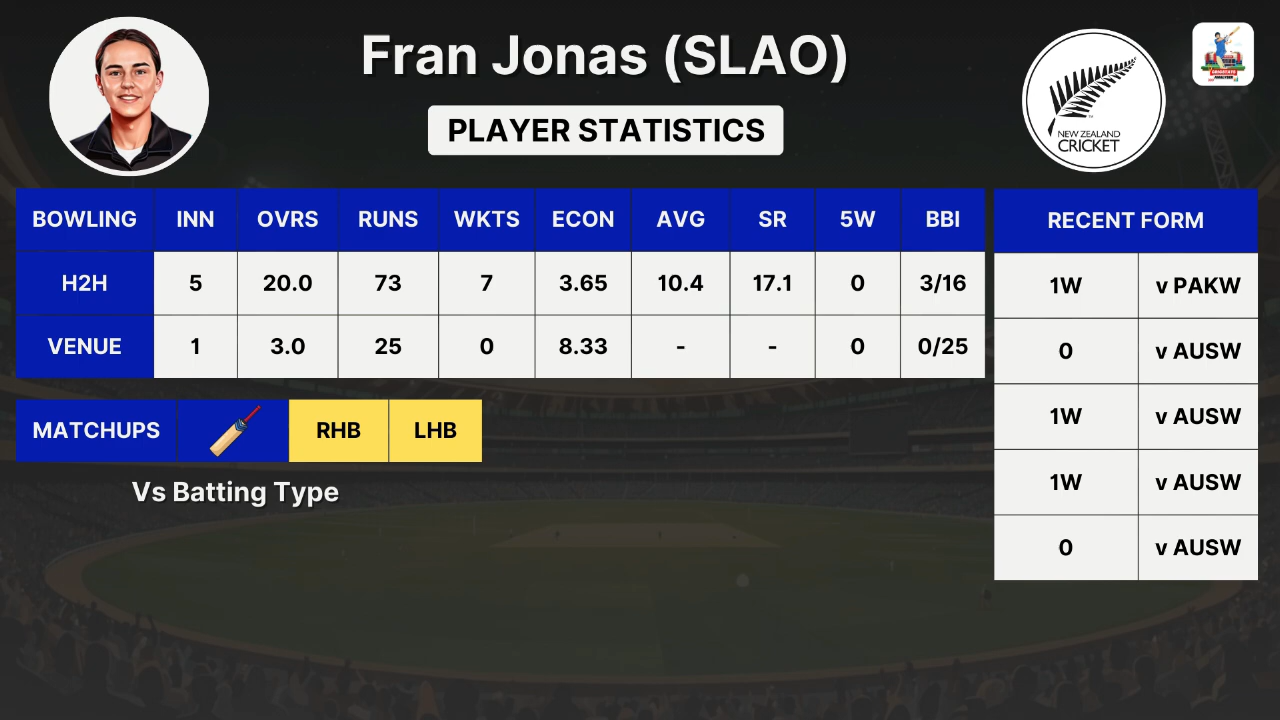 Fran Jonas (SLAO)
PLAYER STATISTICS
NEW ZEALAND
CRICKET
BOWLING INN OVRS RUNS WKTS ECON AVG SR 5W BBI
H2H 5 20.0 73 7 3.65 10.4 17.1 0 3/16
VENUE 1 3.0 25 0 8.33 - - 0 0/25
RECENT FORM
1W v PAKW
0 v AUSW
1W v AUSW
1W v AUSW
0 v AUSW
MATCHUPS RHB LHB
Vs Batting Type